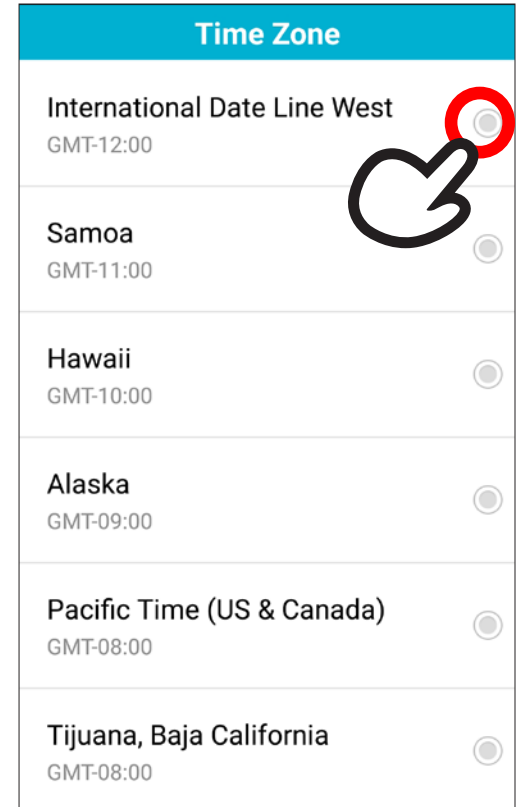 Time Zone
International Date Line West
GMT-12:00
Samoa
GMT-11:00
Hawaii
GMT-10:00
Alaska
GMT-09:00
Pacific Time (US & Canada)
GMT-08:00
Tijuana, Baja California
GMT-08:00